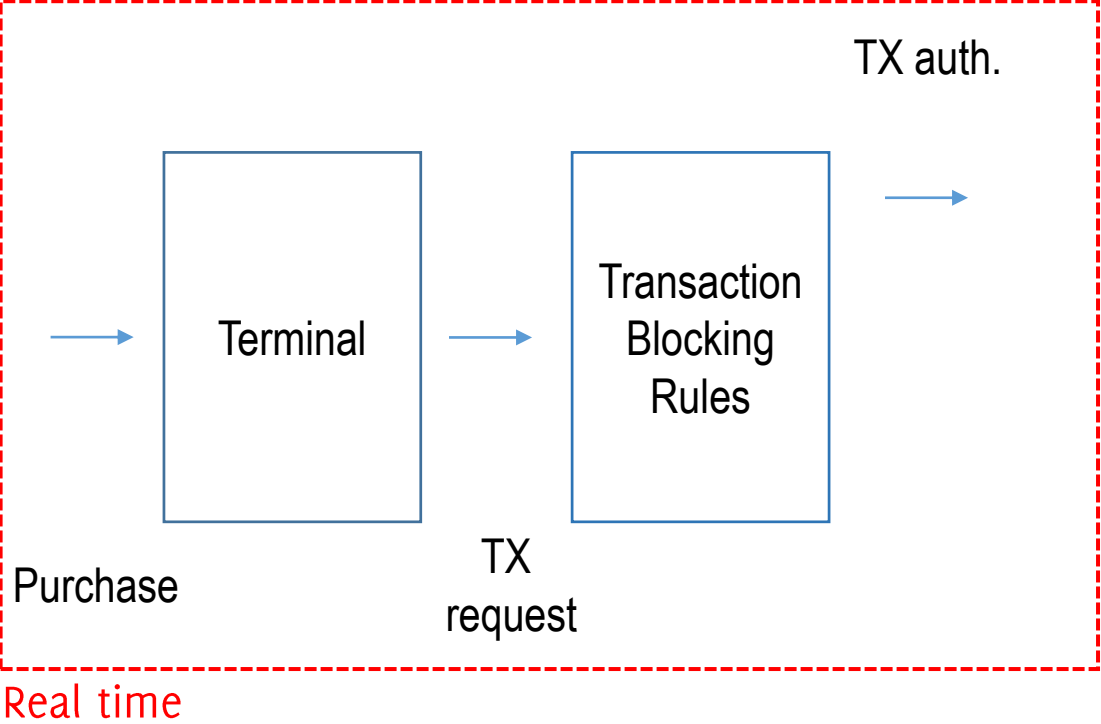 TX auth.
Terminal
Transaction
Blocking
Rules
Purchase
TX
request
Real time